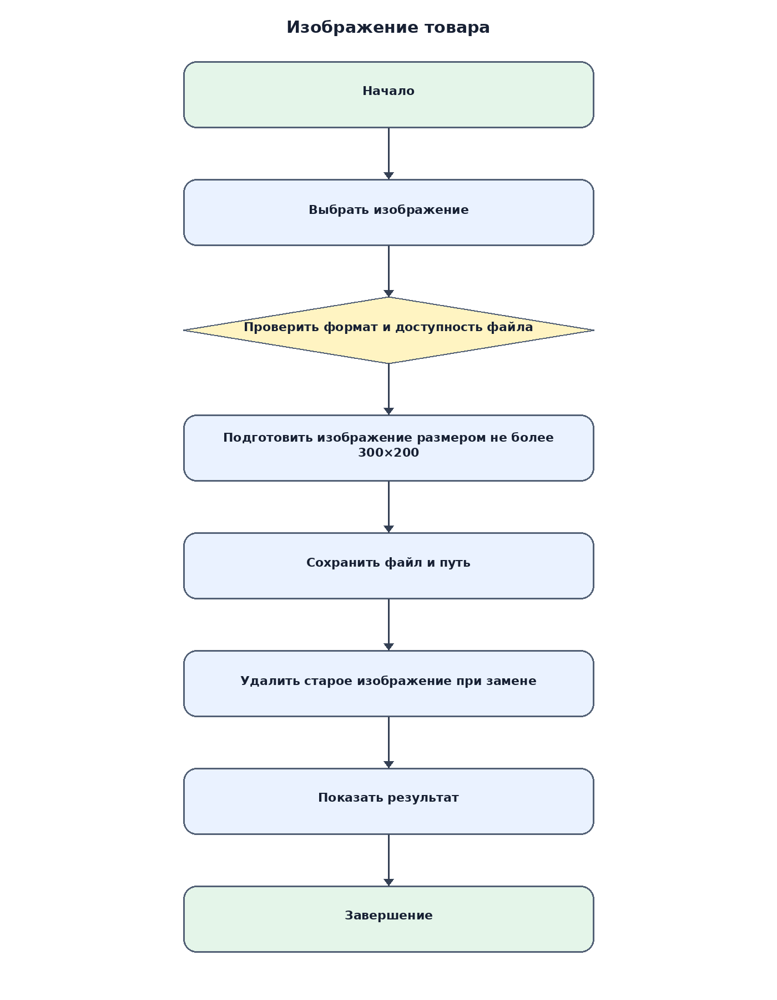 Изображение товара
Начало
Выбрать изображение
Проверить формат и доступность файла
Подготовить изображение размером не более
300×200
Сохранить файл и путь
Удалить старое изображение при замене
Показать результат
Завершение